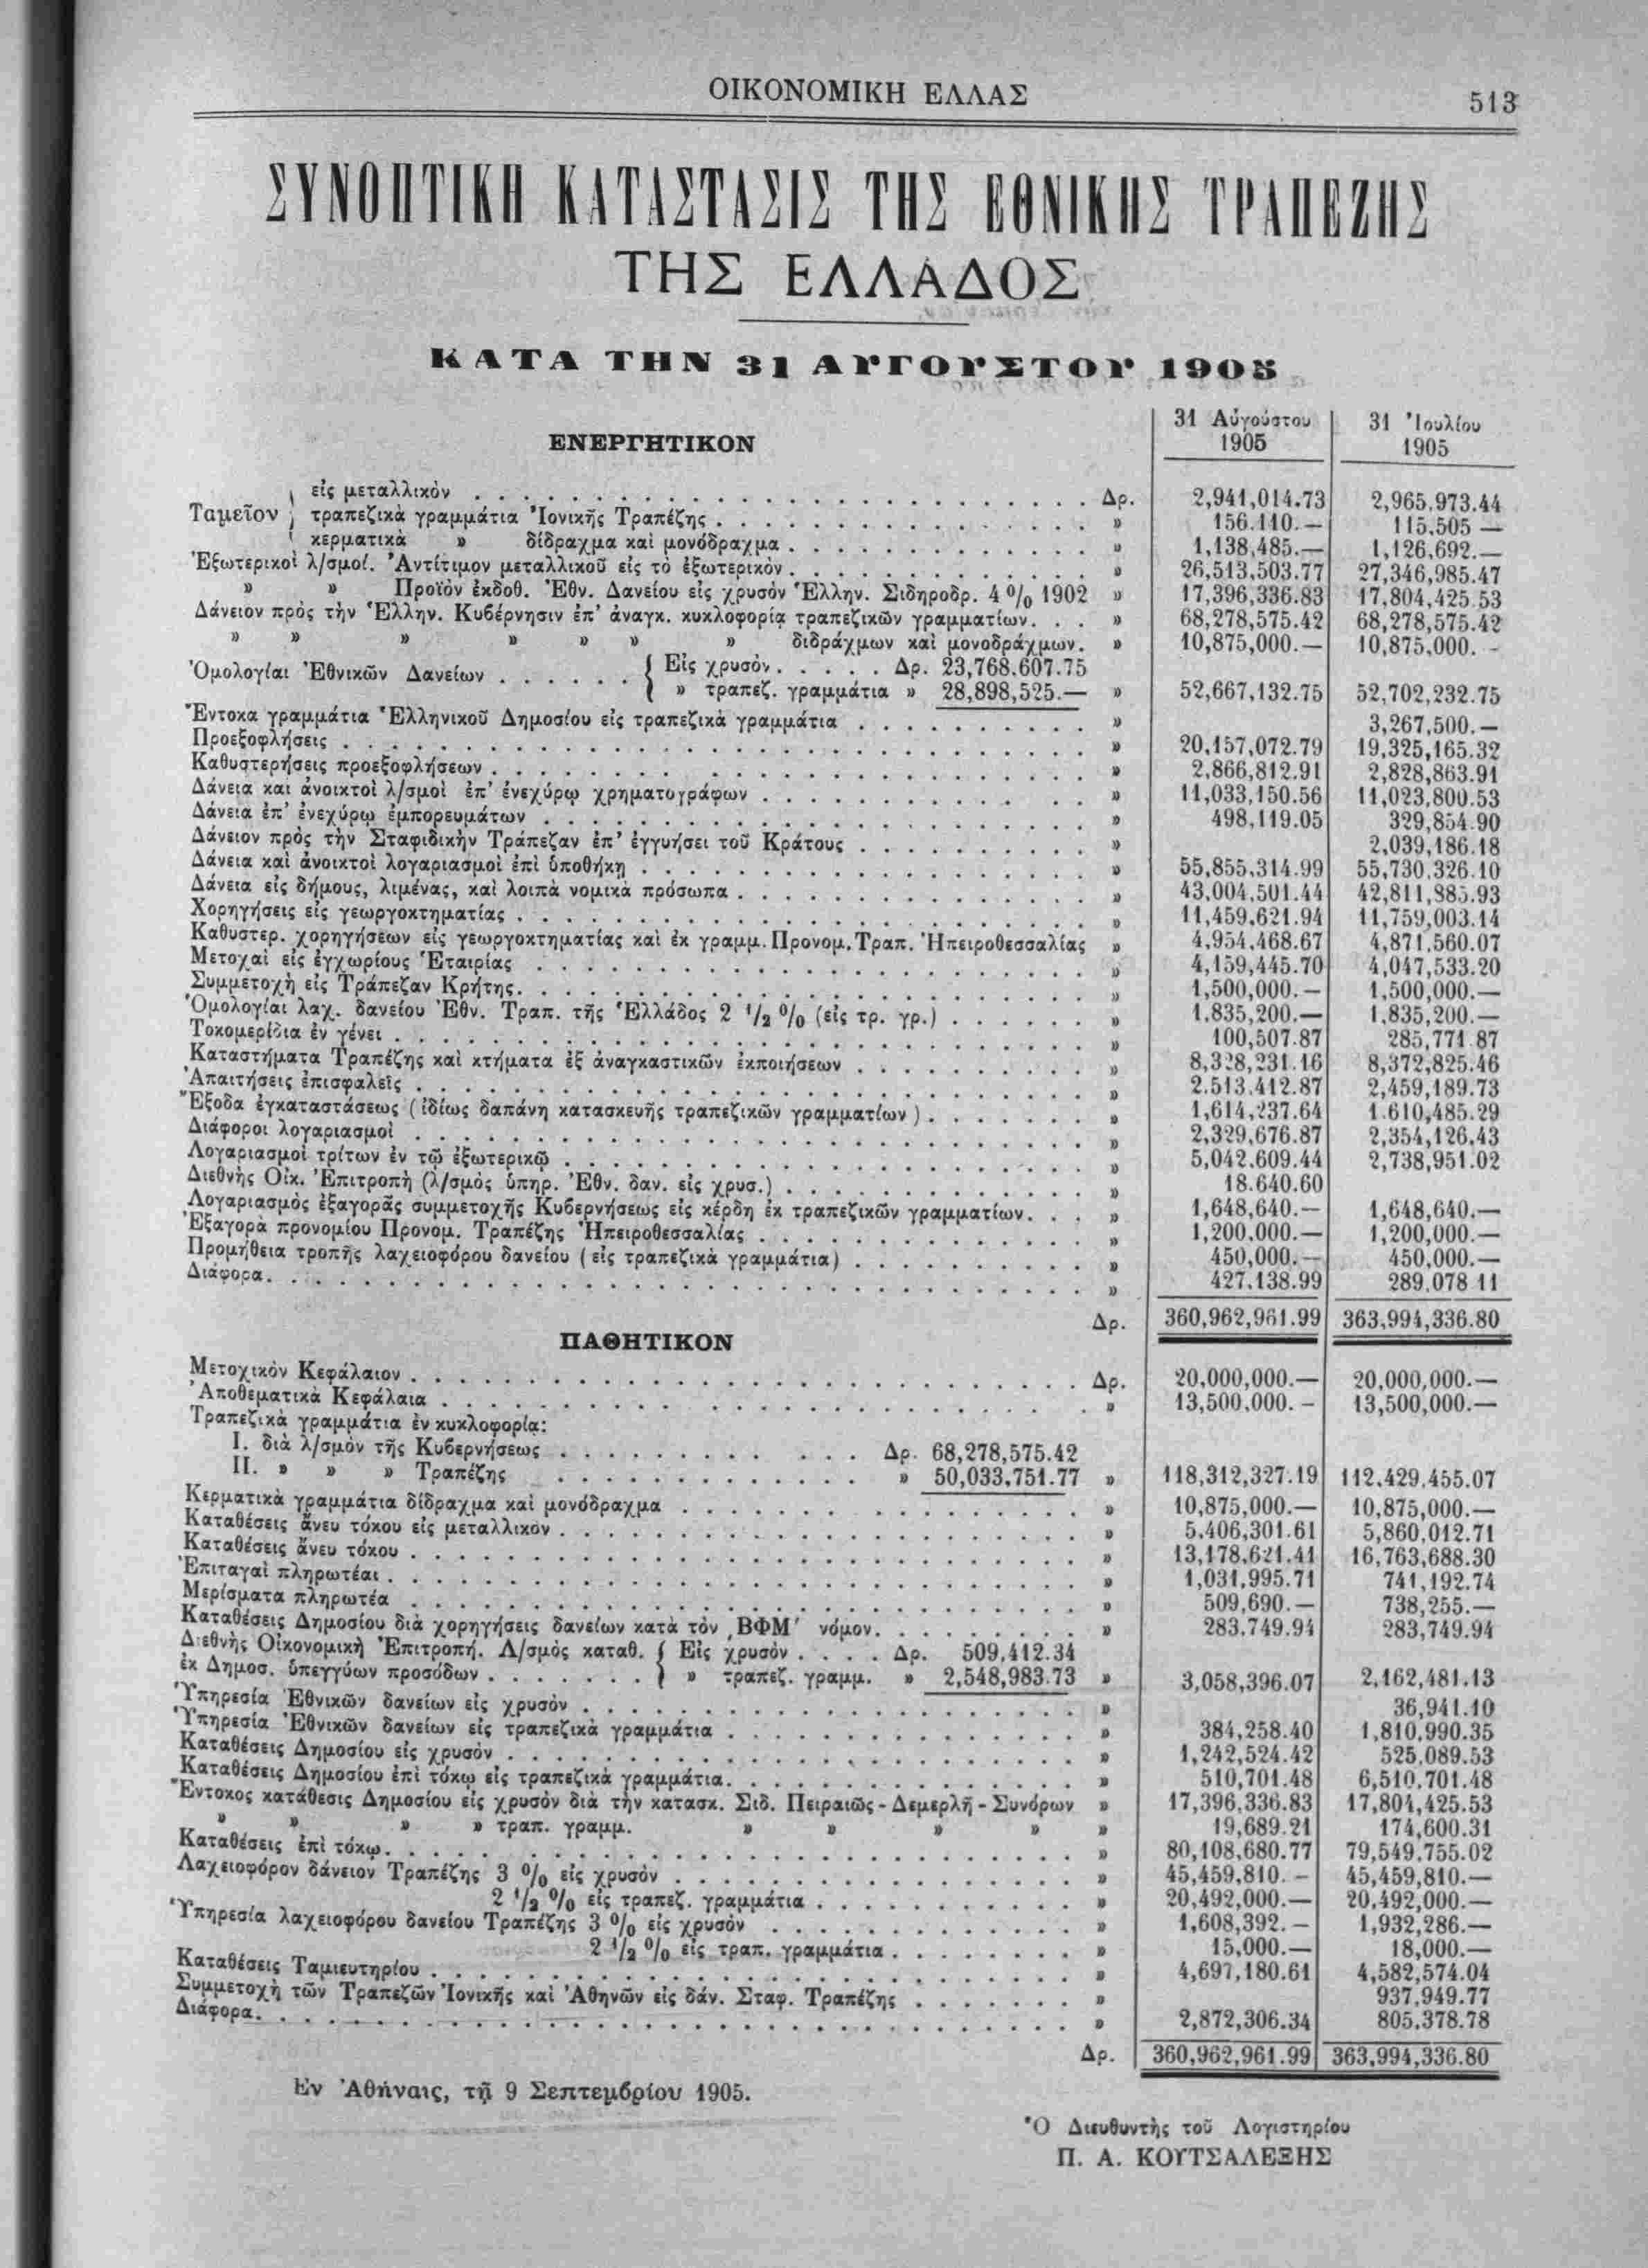 ΟΙΚΟΝΟΜΙΚΗ ΕΛΛΑΣ 513
ΣΥΝΟΠΤΙΚΗ ΚΑΤΑΣΤΑΣΙΣ ΤΗΣ ΕΘΝΙΚΗΣ ΤΡΑΠΕΖΗΣ
ΤΗΣ ΕΛΛΑΔΟΣ
ΚΑΤΑ ΤΗΝ 31 ΑΥΓΟΥΣΤΟΥ 1905
ΕΝΕΡΓΗΤΙΚΟΝ 31 Αὐγούστου 1905 31 Ἰουλίου 1905
Ταμεῖον εἰς μεταλλικὸν . . . Δρ. 2,941,014.73 2,965,973.44
τραπεζικὰ γραμμάτια Ἰονικῆς Τραπέζης . . . » 156.110.— 115.505 —
κερματικὰ » δίδραχμα καὶ μονόδραχμα . . . » 1,138,485.— 1,126,692.—
Ἐξωτερικοὶ λ/σμοί. Ἀντίτιμον μεταλλικοῦ εἰς τὸ ἐξωτερικὸν . . . » 26,513,503.77 27,346,985.47
» » Προϊὸν ἐκδοθ. Ἐθν. Δανείου εἰς χρυσὸν Ἑλλην. Σιδηροδρ. 4 % 1902 » 17,396,336.83 17,804,425.53
Δάνειον πρὸς τὴν Ἑλλην. Κυβέρνησιν ἐπ' ἀναγκ. κυκλοφορίᾳ τραπεζικῶν γραμματίων. . . » 68,278,575.42 68,278,575.42
» » » » » » » διδράχμων καὶ μονοδράχμων. » 10,875,000.— 10,875,000. -
Ὁμολογίαι Ἐθνικῶν Δανείων . . . { Εἰς χρυσὸν . . . Δρ. 23,768.607.75
» τραπεζ. γραμμάτια » 28,898,525.— » 52,667,132.75 52,702,232.75
Ἔντοκα γραμμάτια Ἑλληνικοῦ Δημοσίου εἰς τραπεζικὰ γραμμάτια . . . » 3,267,500.—
Προεξοφλήσεις . . . » 20,157,072.79 19,325,165.32
Καθυστερήσεις προεξοφλήσεων . . . » 2,866,812.91 2,828,863.91
Δάνεια και ἀνοικτοὶ λ/σμοὶ ἐπ' ἐνεχύρῳ χρηματογράφων . . . » 11,033,150.56 11,023,800.53
Δάνεια ἐπ' ἐνεχύρῳ ἐμπορευμάτων . . . » 498,119.05 329,854.90
Δάνειον πρὸς τὴν Σταφιδικὴν Τράπεζαν ἐπ' ἐγγυήσει τοῦ Κράτους . . . » 2,039,186.18
Δάνεια καὶ ἀνοικτοὶ λογαριασμοὶ ἐπὶ ὑποθήκῃ . . . » 55,855,314.99 55,730,326.10
Δάνεια εἰς δήμους, λιμένας, καὶ λοιπὰ νομικὰ πρόσωπα . . . » 43,004,501.44 42,811,885.93
Χορηγήσεις εἰς γεωργοκτηματίας . . . » 11,459,621.94 11,759,003.14
Καθυστερ. χορηγήσεων εἰς γεωργοκτηματίας καὶ ἐκ γραμμ. Προνομ. Τραπ. Ἠπειροθεσσαλίας » 4,954,468.67 4,871,560.07
Μετοχαὶ εἰς ἐγχωρίους Ἑταιρίας . . . » 4,159,445.70 4,047,533.20
Συμμετοχὴ εἰς Τράπεζαν Κρήτης. . . . » 1,500,000.— 1,500,000.—
Ὁμολογίαι λαχ. δανείου Ἐθν. Τραπ. τῆς Ἑλλάδος 2 1/2 % (εἰς τρ. γρ.) . . . » 1.835,200.— 1,835,200.—
Τοκομερίδια ἐν γένει . . . » 100,507.87 285,771 87
Καταστήματα Τραπέζης καὶ κτήματα ἐξ ἀναγκαστικῶν ἐκποιήσεων . . . » 8,328,231.16 8,372,825.46
Ἀπαιτήσεις ἐπισφαλεῖς . . . » 2.513.412.87 2,459,189.73
Ἔξοδα ἐγκαταστάσεως (ἰδίως δαπάνη κατασκευῆς τραπεζικῶν γραμματίων) . . . » 1,614,237.64 1.610,485.29
Διάφοροι λογαριασμοὶ . . . » 2,329,676.87 2,354,126.43
Λογαριασμοὶ τρίτων ἐν τῷ ἐξωτερικῷ . . . » 5,042.609.44 2,738,951.02
Διεθνὴς Οἰκ. Ἐπιτροπὴ (λ/σμὸς ὑπηρ. Ἐθν. δαν. εἰς χρυσ.) . . . » 18.640.60
Λογαριασμὸς ἐξαγορᾶς συμμετοχῆς Κυβερνήσεως εἰς κέρδη ἐκ τραπεζικῶν γραμματίων. . . » 1,648,640.— 1,648,640.—
Ἐξαγορὰ προνομίου Προνομ. Τραπέζης Ἠπειροθεσσαλίας . . . » 1,200.000.— 1,200,000.—
Προμήθεια τροπῆς λαχειοφόρου δανείου (εἰς τραπεζικὰ γραμμάτια) . . . » 450,000.— 450,000.—
Διάφορα. . . . » 427.138.99 289,078 11
Δρ. 360,962,961.99 363,994,336.80
ΠΑΘΗΤΙΚΟΝ
Μετοχικὸν Κεφάλαιον . . . Δρ. 20,000,000.— 20,000,000.—
Ἀποθεματικὰ Κεφάλαια . . . » 13,500,000. - 13,500,000.—
Τραπεζικὰ γραμμάτια ἐν κυκλοφορίᾳ:
I. διὰ λ/σμὸν τῆς Κυβερνήσεως . . . Δρ. 68,278,575.42
II. » » » Τραπέζης . . . » 50,033,751.77 » 118,312,327.19 112,429,455.07
Κερματικὰ γραμμάτια δίδραχμα καὶ μονόδραχμα . . . » 10,875,000.— 10,875,000.—
Καταθέσεις ἄνευ τόκου εἰς μεταλλικὸν . . . » 5,406,301.61 5,860,012.71
Καταθέσεις ἄνευ τόκου . . . » 13,178,621.41 16,763,688.30
Ἐπιταγαὶ πληρωτέαι . . . » 1,031,995.71 741,192.74
Μερίσματα πληρωτέα . . . » 509,690.— 738,255.—
Καταθέσεις Δημοσίου διὰ χορηγήσεις δανείων κατὰ τὸν ͵ΒΦΜ' νόμον. . . . » 283,749.94 283,749.94
Διεθνὴς Οἰκονομικὴ Ἐπιτροπή. Λ/σμὸς καταθ. { Εἰς χρυσὸν . . . Δρ. 509,412.34
ἐκ Δημοσ. ὑπεγγύων προσόδων . . . » τραπεζ. γραμμ. » 2,548,983.73 » 3,058,396.07 2,162,481.13
Ὑπηρεσία Ἐθνικῶν δανείων εἰς χρυσὸν . . . » 36,941.10
Ὑπηρεσία Ἐθνικῶν δανείων εἰς τραπεζικὰ γραμμάτια . . . » 384,258.40 1,810,990.35
Καταθέσεις Δημοσίου εἰς χρυσὸν . . . » 1,242,524.42 525,089.53
Καταθέσεις Δημοσίου ἐπὶ τόκῳ εἰς τραπεζικὰ γραμμάτια. . . . » 510,701.48 6,510,701.48
Ἔντοκος κατάθεσις Δημοσίου εἰς χρυσὸν διὰ τὴν κατασκ. Σιδ. Πειραιῶς - Δεμερλῆ - Συνόρων » 17,396,336.83 17,804,425.53
» » » » τραπ. γραμμ. » » » » » 19,689.21 174,600.31
Καταθέσεις ἐπὶ τόκῳ. . . . » 80,108,680.77 79,549,755.02
Λαχειοφόρον δάνειον Τραπέζης 3 % εἰς χρυσὸν . . . » 45,459,810. - 45,459,810.—
2 1/2 % εἰς τραπεζ. γραμμάτια . . . » 20,492,000.— 20,492,000.—
Ὑπηρεσία λαχειοφόρου δανείου Τραπέζης 3 % εἰς χρυσὸν . . . » 1,608,392. - 1,932,286.—
2 1/2 % εἰς τραπ. γραμμάτια . . . » 15,000.— 18,000.—
Καταθέσεις Ταμιευτηρίου . . . » 4,697,180.61 4,582,574.04
Συμμετοχὴ τῶν Τραπεζῶν Ἰονικῆς καὶ Ἀθηνῶν εἰς δάν. Σταφ. Τραπέζης . . . » 937,949.77
Διάφορα. . . . » 2,872,306.34 805,378.78
Δρ. 360,962,961.99 363,994,336.80
Ἐν Ἀθήναις, τῇ 9 Σεπτεμβρίου 1905.
Ὁ Διευθυντὴς τοῦ Λογιστηρίου
Π. Α. ΚΟΥΤΣΑΛΕΞΗΣ